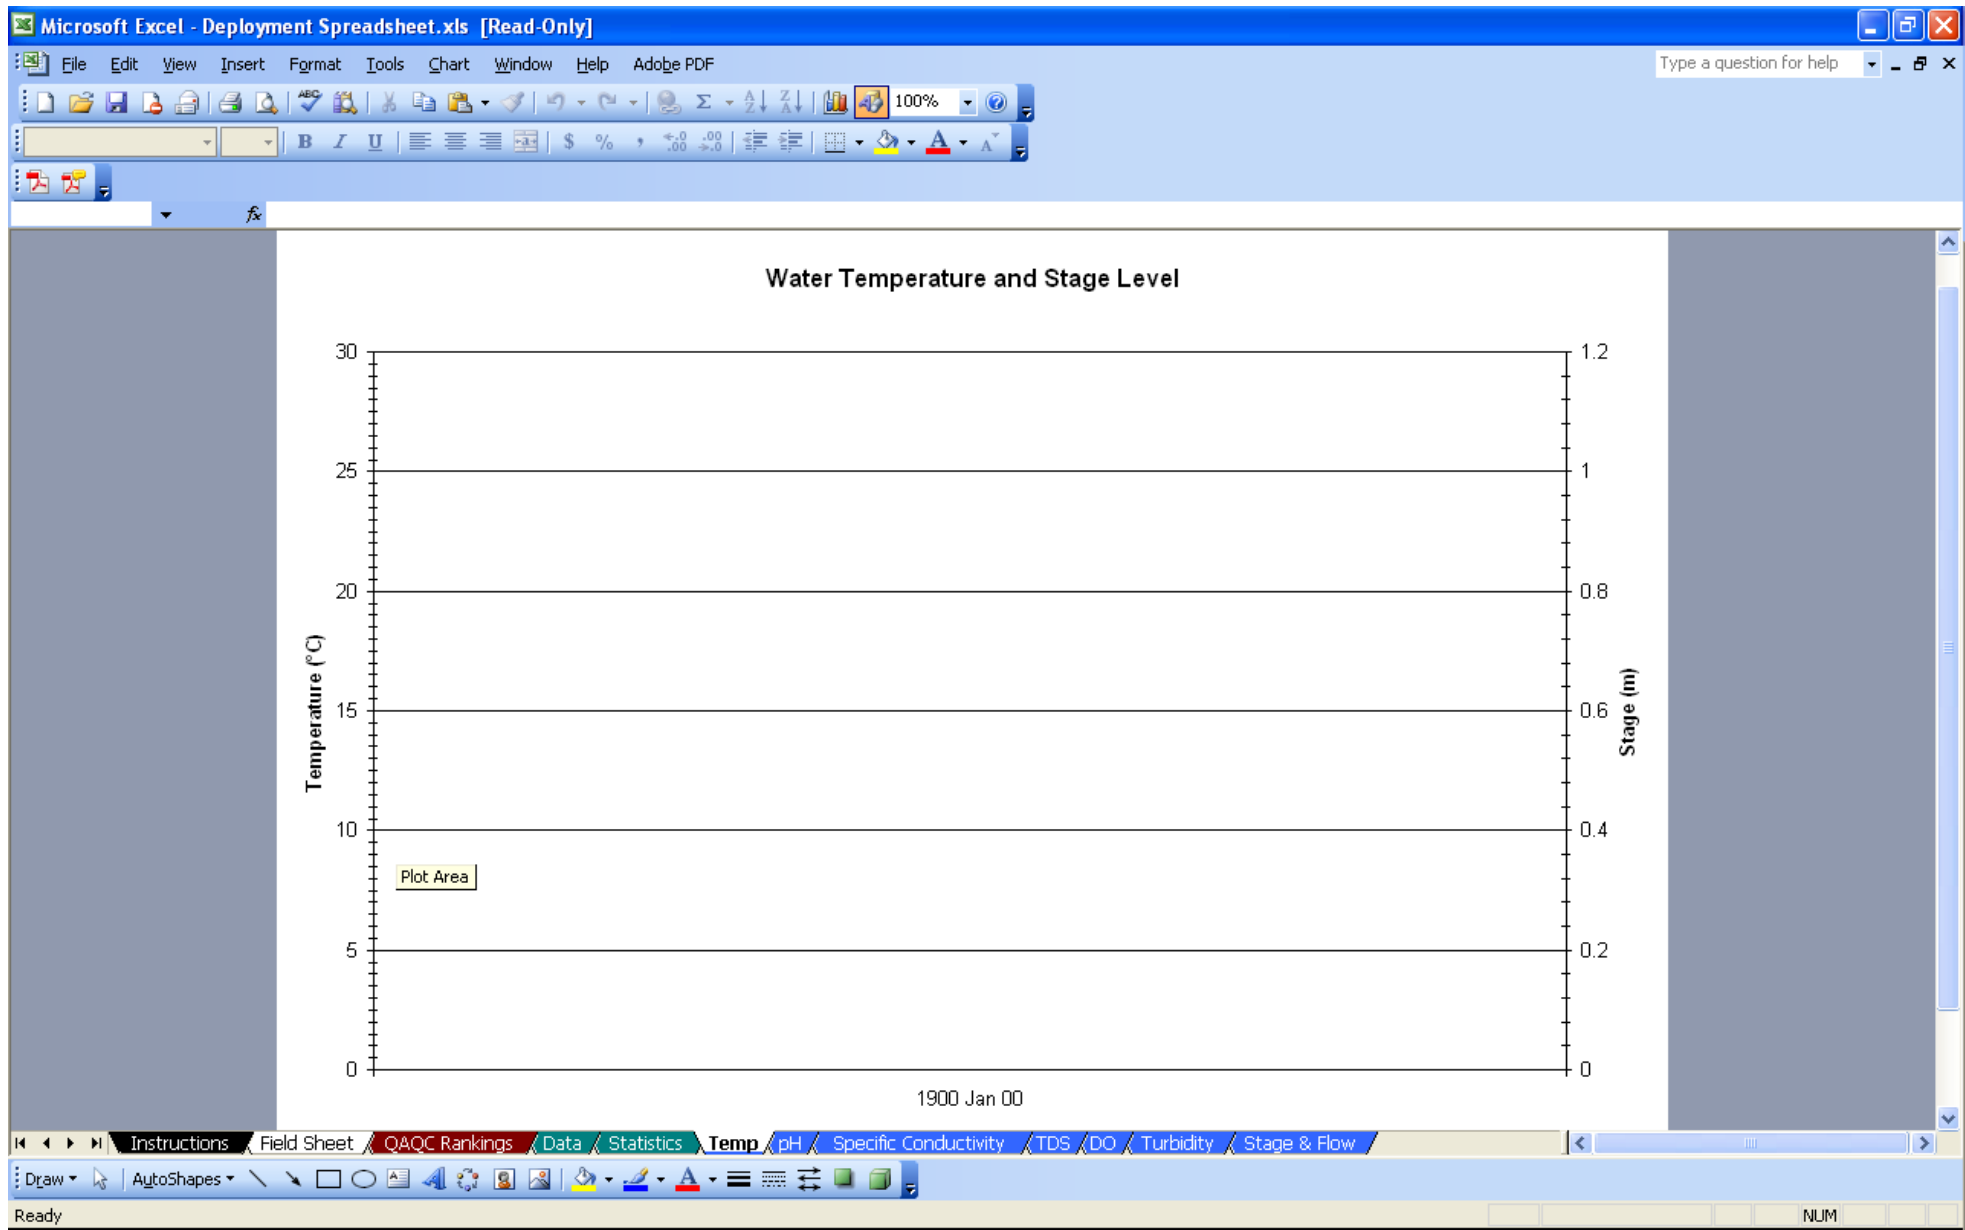 Microsoft Excel - Deployment Spreadsheet.xls [Read-Only]
File Edit View Insert Format Tools Chart Window Help Adobe PDF Type a question for help
100%
B I U $ % ,
fx
Water Temperature and Stage Level
30 1.2
25 1
20 0.8
15 0.6
10 0.4
5 0.2
0 0
Temperature (°C)
Stage (m)
Plot Area
1900 Jan 00
Instructions Field Sheet QAQC Rankings Data Statistics Temp pH Specific Conductivity TDS DO Turbidity Stage & Flow
Draw AutoShapes
Ready NUM